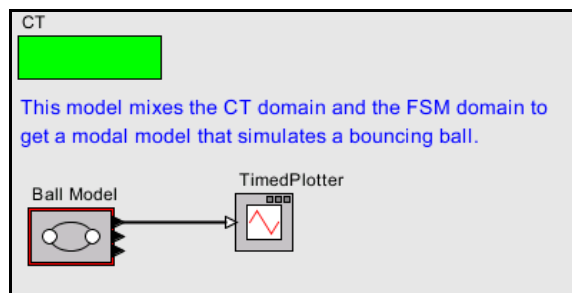 CT
This model mixes the CT domain and the FSM domain to
get a modal model that simulates a bouncing ball.
TimedPlotter
Ball Model